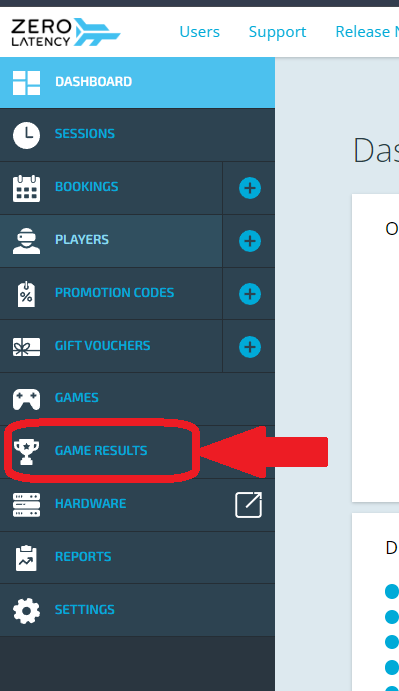 ZERO
LATENCY
Users Support Release
DASHBOARD
SESSIONS
BOOKINGS
PLAYERS
PROMOTION CODES
GIFT VOUCHERS
GAMES
GAME RESULTS
HARDWARE
REPORTS
SETTINGS
Das
O
D